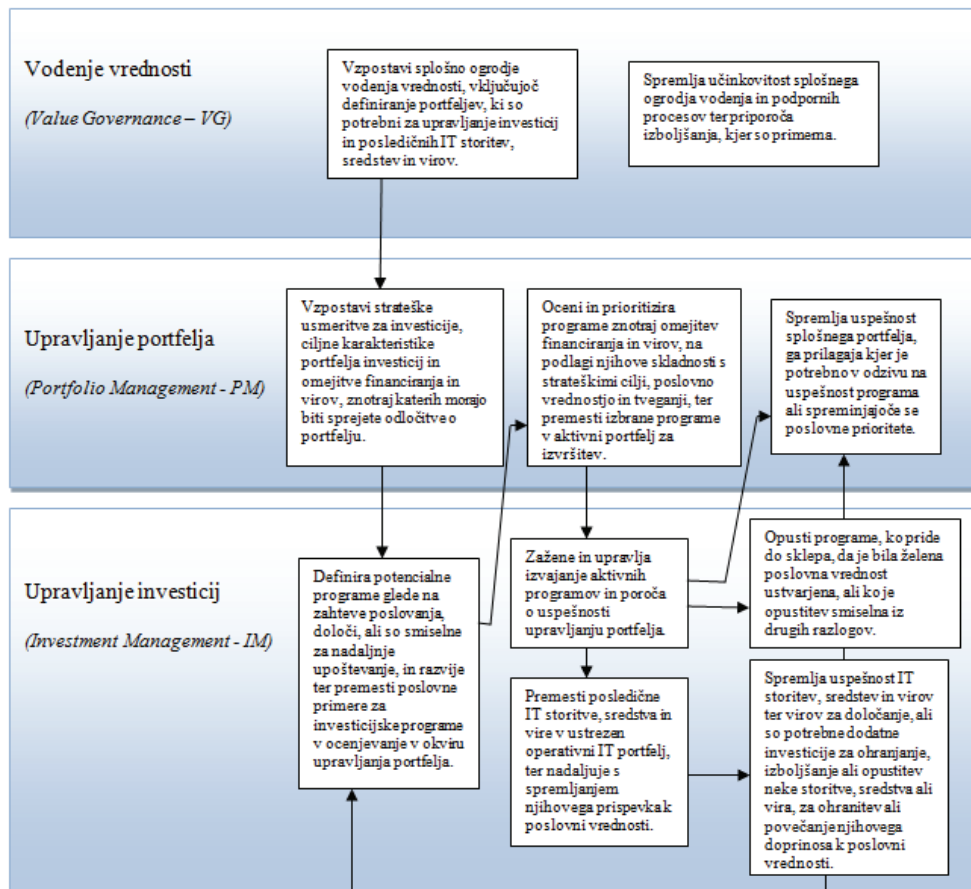 Vodenje vrednosti
(Value Governance – VG)
Vzpostavi splošno ogrodje
vodenja vrednosti, vključujoč
definiranje portfeljev, ki so
potrebni za upravljanje investicij
in posledičnih IT storitev,
sredstev in virov.
Spremlja učinkovitost splošnega
ogrodja vodenja in podpornih
procesov ter priporoča
izboljšanja, kjer so primerna.
Upravljanje portfelja
(Portfolio Management - PM)
Vzpostavi strateške
usmeritve za investicije,
ciljne karakteristike
portfelja investicij in
omejitve financiranja in
virov, znotraj katerih morajo
biti sprejete odločitve o
portfelju.
Oceni in prioritizira
programe znotraj omejitev
financiranja in virov, na
podlagi njihove skladnosti s
strateškimi cilji, poslovno
vrednostjo in tveganji, ter
premesti izbrane programe
v aktivni portfelj za
izvršitev.
Spremlja uspešnost
splošnega portfelja,
ga prilagaja kjer je
potrebno v odzivu na
uspešnost programa
ali spreminjajoče se
poslovne prioritete.
Upravljanje investicij
(Investment Management - IM)
Definira potencialne
programe glede na
zahteve poslovanja,
določi, ali so smiselne
za nadaljnje
upoštevanje, in razvije
ter premesti poslovne
primere za
investicijske programe
v ocenjevanje v okviru
upravljanja portfelja.
Zažene in upravlja
izvajanje aktivnih
programov in poroča
o uspešnosti
upravljanju portfelja.
Opusti programe, ko pride
do sklepa, da je bila želena
poslovna vrednost
ustvarjena, ali ko je
opustitev smiselna iz
drugih razlogov.
Premesti posledične
IT storitve, sredstva in
vire v ustrezen
operativni IT portfelj,
ter nadaljuje s
spremljanjem
njihovega prispevka k
poslovni vrednosti.
Spremlja uspešnost IT
storitev, sredstev in virov
ter virov za določanje, ali
so potrebne dodatne
investicije za ohranjanje,
izboljšanje ali opustitev
neke storitve, sredstva ali
vira, za ohranitev ali
povečanje njihovega
doprinosa k poslovni
vrednosti.